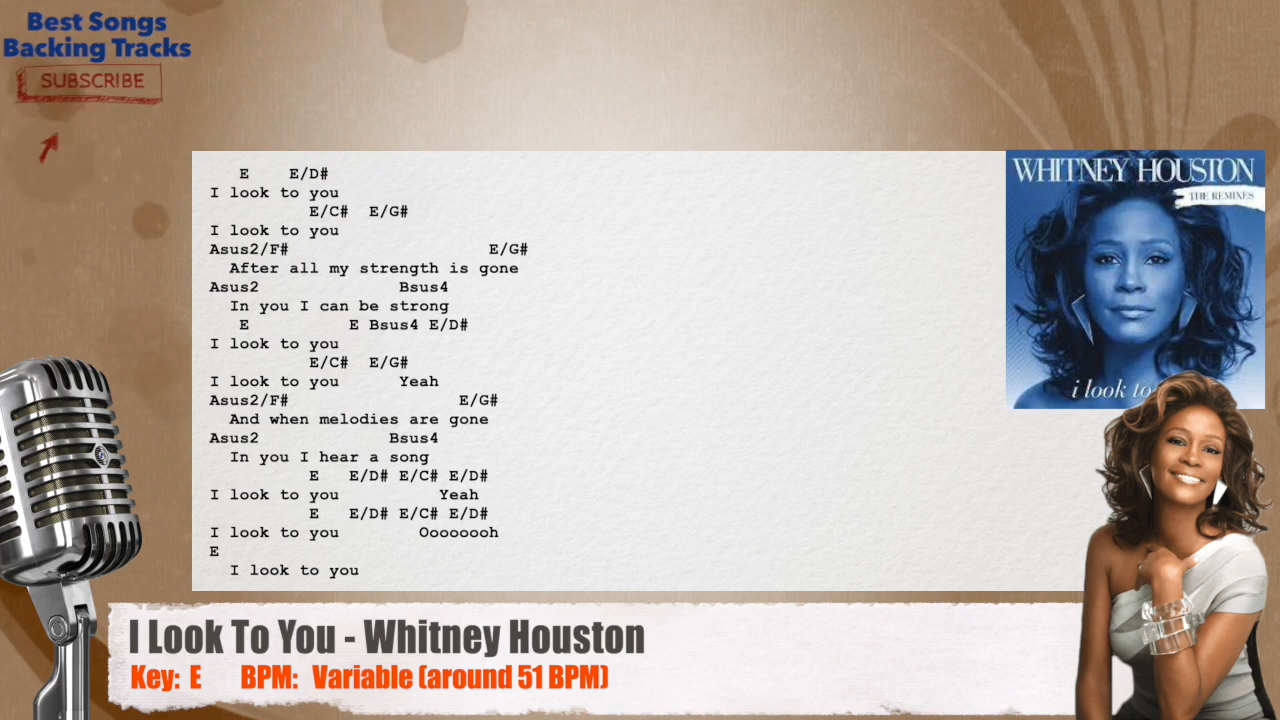 Best Songs
Backing Tracks
SUBSCRIBE
    E    E/D#
I look to you
          E/C#  E/G#
I look to you
Asus2/F#                    E/G#
  After all my strength is gone
Asus2              Bsus4
  In you I can be strong
   E          E Bsus4 E/D#
I look to you
          E/C#  E/G#
I look to you      Yeah
Asus2/F#                 E/G#
  And when melodies are gone
Asus2             Bsus4
  In you I hear a song
          E   E/D# E/C# E/D#
I look to you          Yeah
          E   E/D# E/C# E/D#
I look to you        Oooooooh
E
  I look to you
WHITNEY HOUSTON
THE REMIXES
i look to
I Look To You - Whitney Houston
Key: E    BPM: Variable (around 51 BPM)